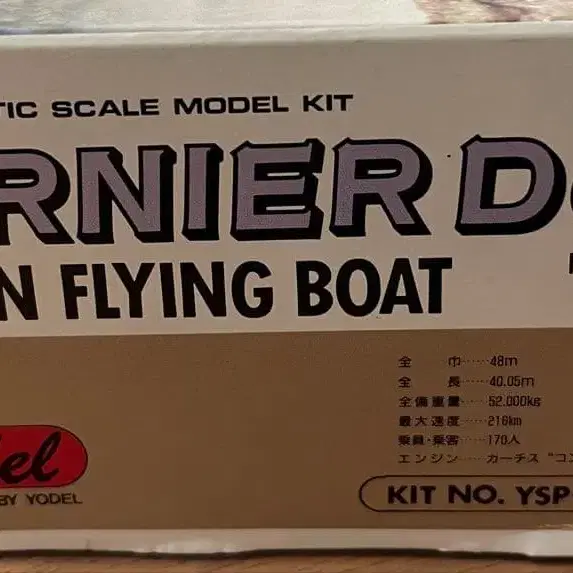 TIC SCALE MODEL KIT
RNIER Do
N FLYING BOAT
全 巾……48m
全 長……40.05m
全備重量……52.000kg
最大速度……216km
乗員・乗客……170人
エンジン……カーチス“コン
el
BY YODEL
KIT NO. YSP